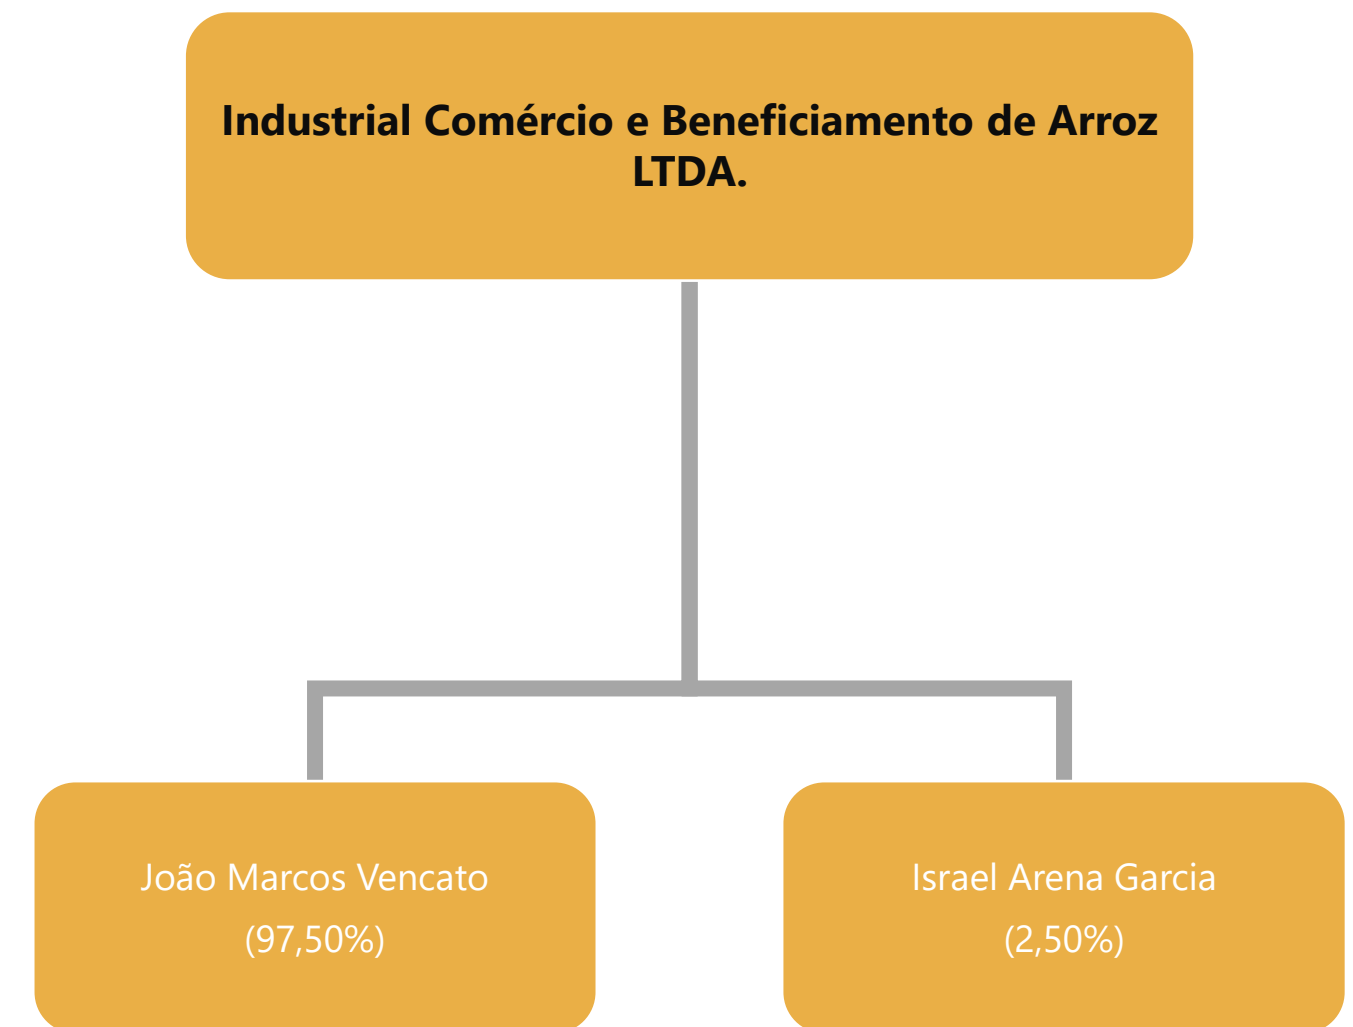 Industrial Comércio e Beneficiamento de Arroz
LTDA.
João Marcos Vencato
(97,50%)
Israel Arena Garcia
(2,50%)